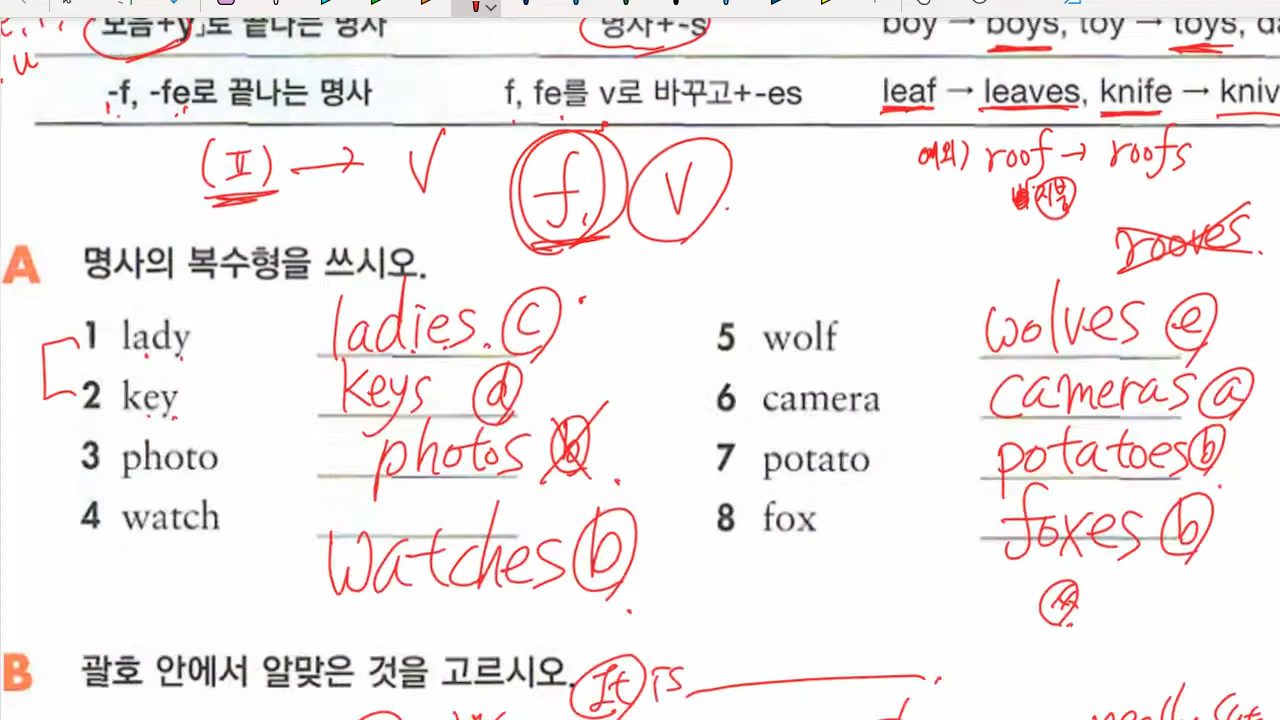 모음+y」로 끝나는 명사 명사+-s boy → boys, toy → toys,
u
-f, -fe로 끝나는 명사 f, fe를 v로 바꾸고+-es leaf → leaves, knife →
(II) → V f V
예외) roof → roofs
지붕
rooves
A 명사의 복수형을 쓰시오.
1 lady ladies. c
2 key keys d
3 photo photos b
4 watch watches b
5 wolf wolves e
6 camera cameras a
7 potato potatoes b
8 fox foxes b
B 괄호 안에서 알맞은 것을 고르시오.
It is